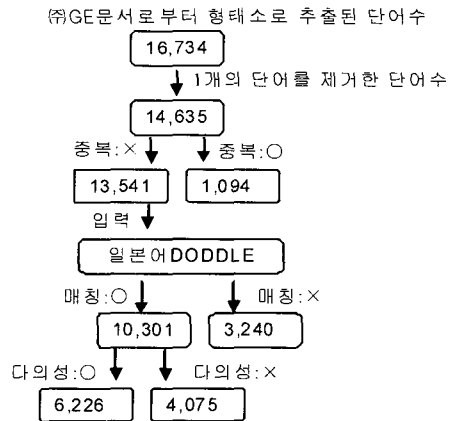 ㈜GE문서로부터 형태소로 추출된 단어수
16,734
1개의 단어를 제거한 단어수
14,635
중복:× 중복:○
13,541 1,094
입력
일본어DODDLE
매칭:○ 매칭:×
10,301 3,240
다의성:○ 다의성:×
6,226 4,075